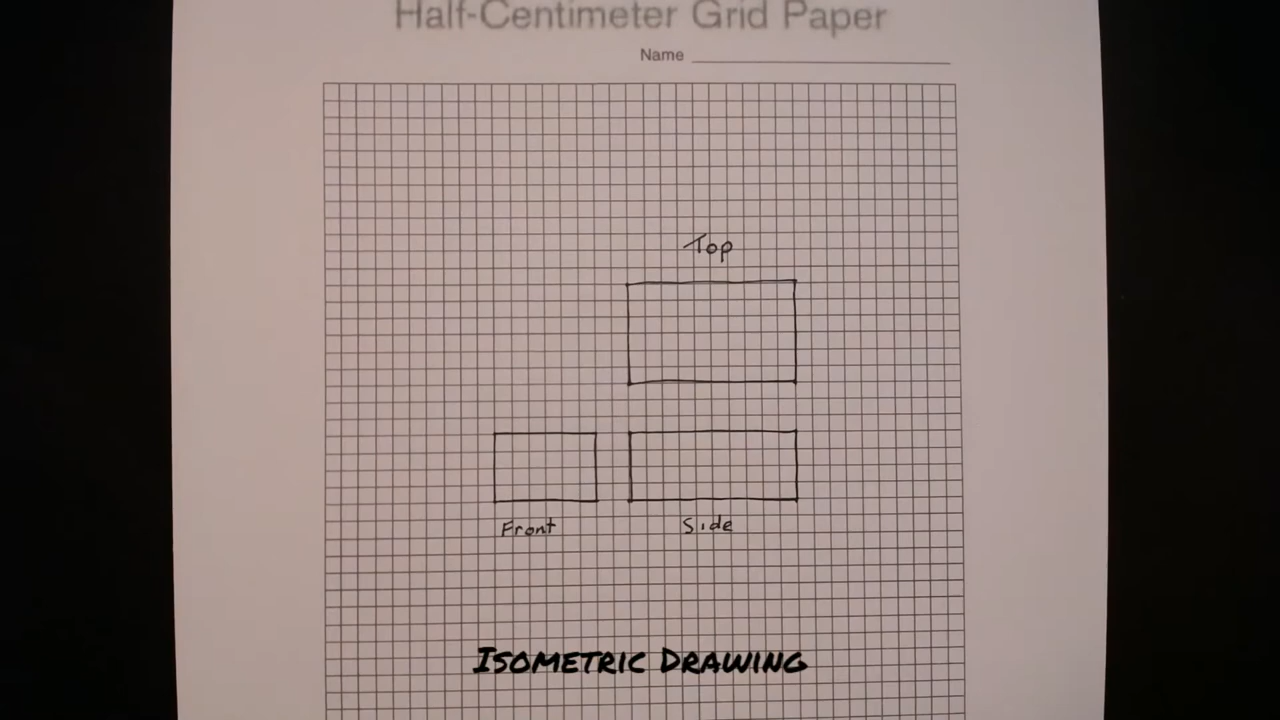 Half-Centimeter Grid Paper
Name
Top
Front
Side
Isometric Drawing